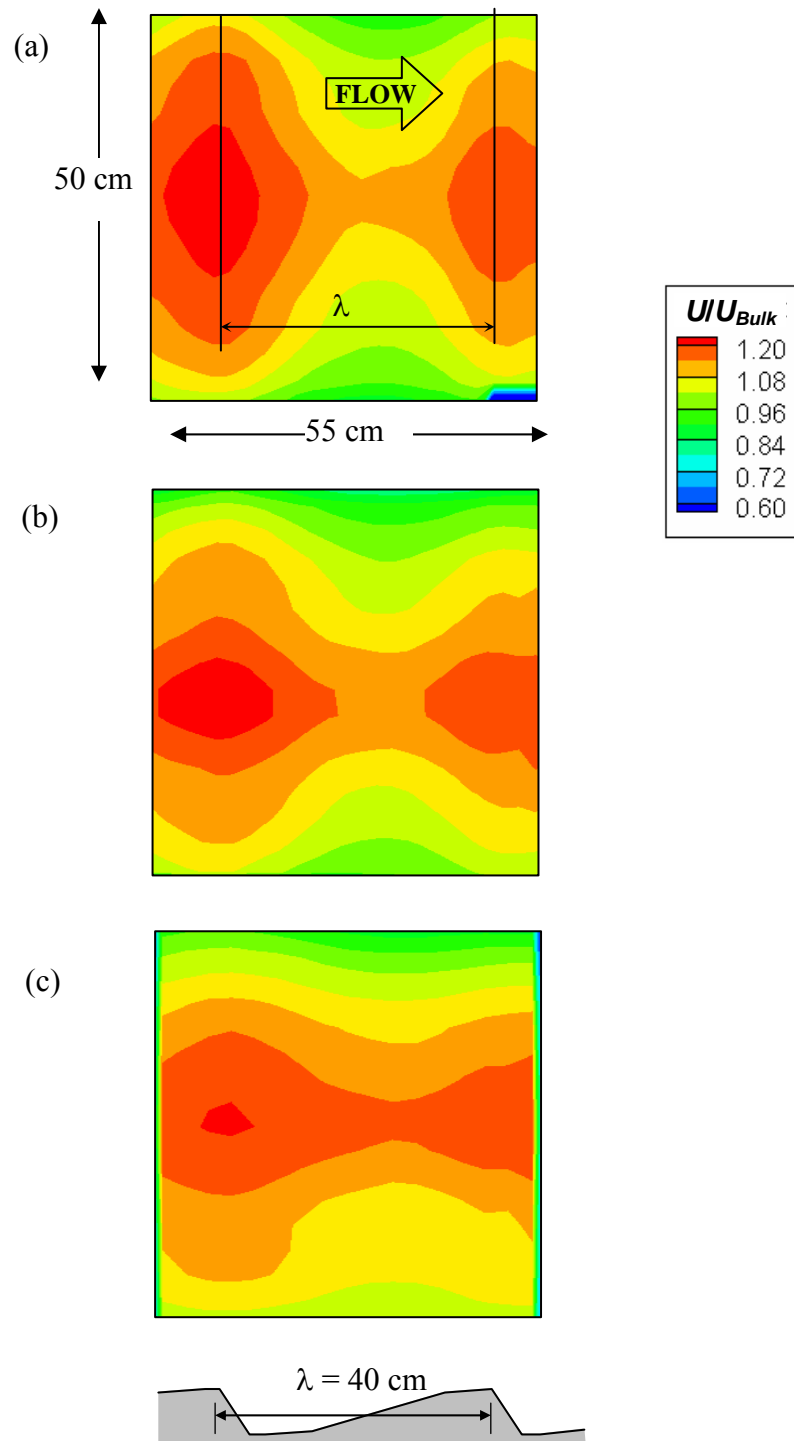 (a)
FLOW
50 cm
λ
55 cm
U/U_Bulk
1.20
1.08
0.96
0.84
0.72
0.60
(b)
(c)
λ = 40 cm